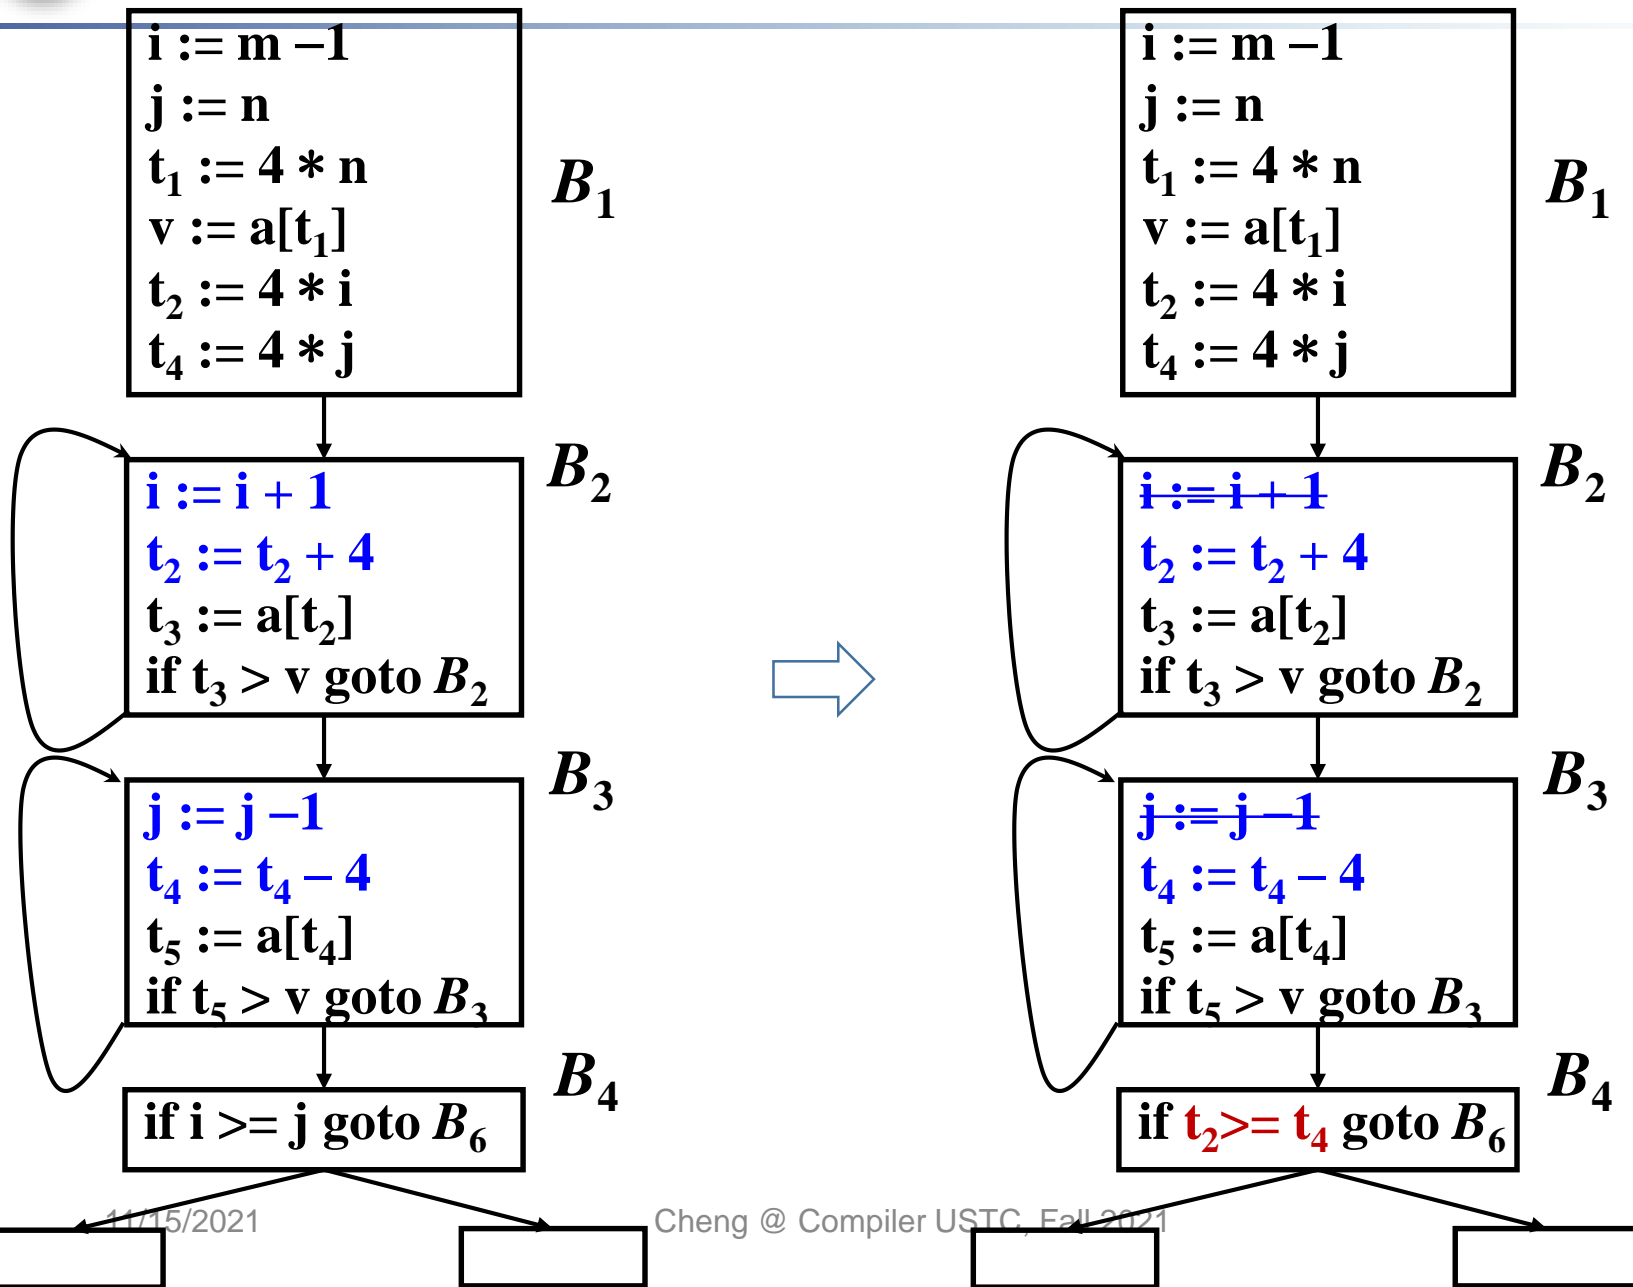 i := m –1
j := n
t₁ := 4 * n
v := a[t₁]
t₂ := 4 * i
t₄ := 4 * j
B₁
i := i + 1
t₂ := t₂ + 4
t₃ := a[t₂]
if t₃ > v goto B₂
B₂
j := j –1
t₄ := t₄ – 4
t₅ := a[t₄]
if t₅ > v goto B₃
B₃
if i >= j goto B₆
B₄
i := m –1
j := n
t₁ := 4 * n
v := a[t₁]
t₂ := 4 * i
t₄ := 4 * j
B₁
i := i + 1
t₂ := t₂ + 4
t₃ := a[t₂]
if t₃ > v goto B₂
B₂
j := j –1
t₄ := t₄ – 4
t₅ := a[t₄]
if t₅ > v goto B₃
B₃
if t₂>= t₄ goto B₆
B₄
11/15/2021
Cheng @ Compiler USTC, Fall 2021